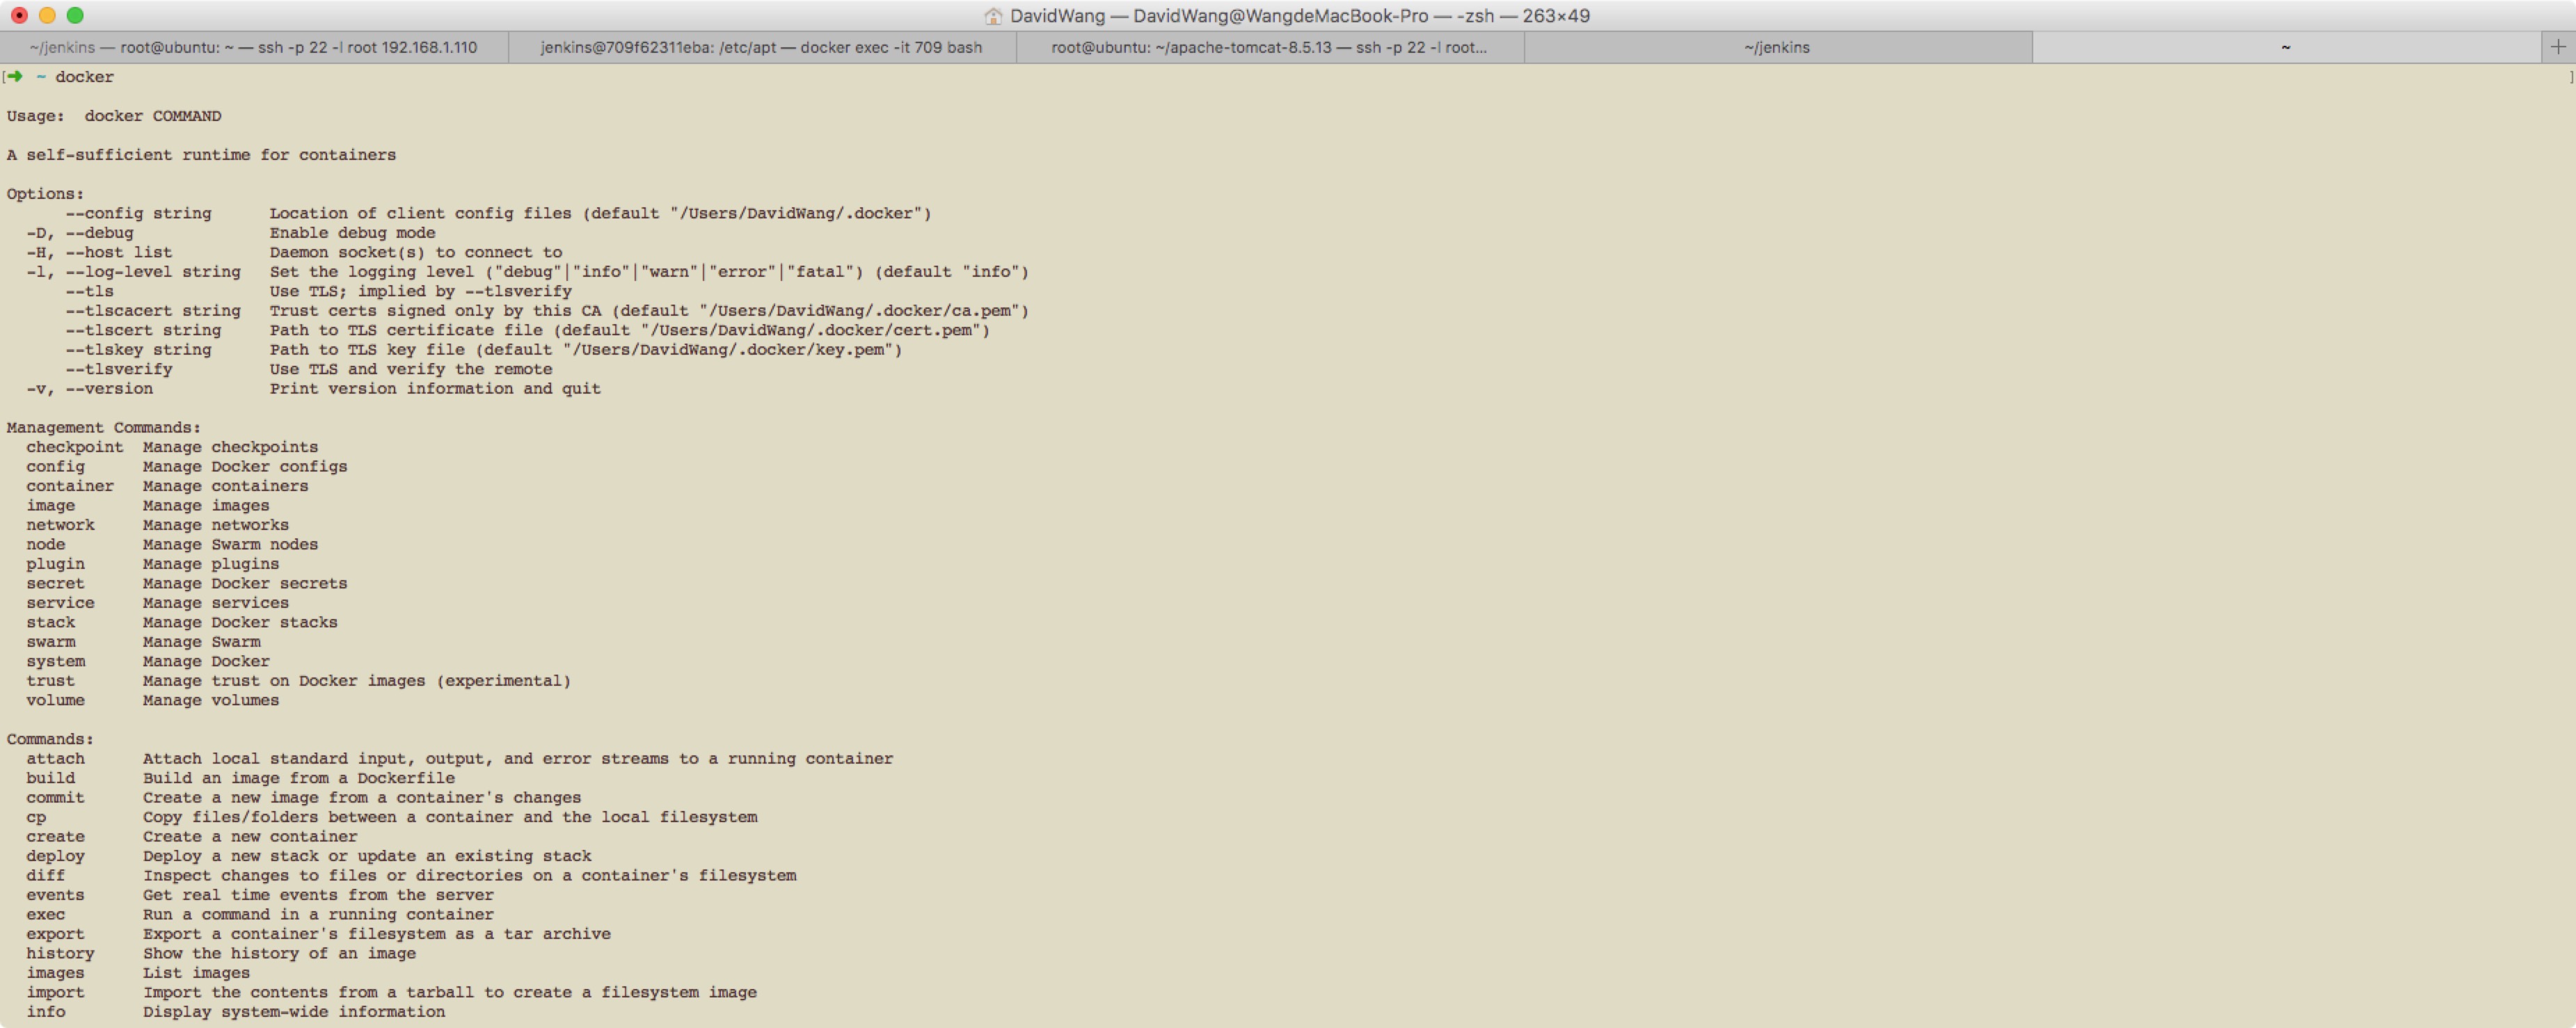 DavidWang — DavidWang@WangdeMacBook-Pro — -zsh — 263×49
~/jenkins — root@ubuntu: ~ — ssh -p 22 -l root 192.168.1.110
jenkins@709f62311eba: /etc/apt — docker exec -it 709 bash
root@ubuntu: ~/apache-tomcat-8.5.13 — ssh -p 22 -l root...
~/jenkins
~
[➜  ~ docker ]
Usage:  docker COMMAND
A self-sufficient runtime for containers
Options:
      --config string      Location of client config files (default "/Users/DavidWang/.docker")
  -D, --debug              Enable debug mode
  -H, --host list          Daemon socket(s) to connect to
  -l, --log-level string   Set the logging level ("debug"|"info"|"warn"|"error"|"fatal") (default "info")
      --tls                Use TLS; implied by --tlsverify
      --tlscacert string   Trust certs signed only by this CA (default "/Users/DavidWang/.docker/ca.pem")
      --tlscert string     Path to TLS certificate file (default "/Users/DavidWang/.docker/cert.pem")
      --tlskey string      Path to TLS key file (default "/Users/DavidWang/.docker/key.pem")
      --tlsverify          Use TLS and verify the remote
  -v, --version            Print version information and quit
Management Commands:
  checkpoint  Manage checkpoints
  config      Manage Docker configs
  container   Manage containers
  image       Manage images
  network     Manage networks
  node        Manage Swarm nodes
  plugin      Manage plugins
  secret      Manage Docker secrets
  service     Manage services
  stack       Manage Docker stacks
  swarm       Manage Swarm
  system      Manage Docker
  trust       Manage trust on Docker images (experimental)
  volume      Manage volumes
Commands:
  attach      Attach local standard input, output, and error streams to a running container
  build       Build an image from a Dockerfile
  commit      Create a new image from a container's changes
  cp          Copy files/folders between a container and the local filesystem
  create      Create a new container
  deploy      Deploy a new stack or update an existing stack
  diff        Inspect changes to files or directories on a container's filesystem
  events      Get real time events from the server
  exec        Run a command in a running container
  export      Export a container's filesystem as a tar archive
  history     Show the history of an image
  images      List images
  import      Import the contents from a tarball to create a filesystem image
  info        Display system-wide information